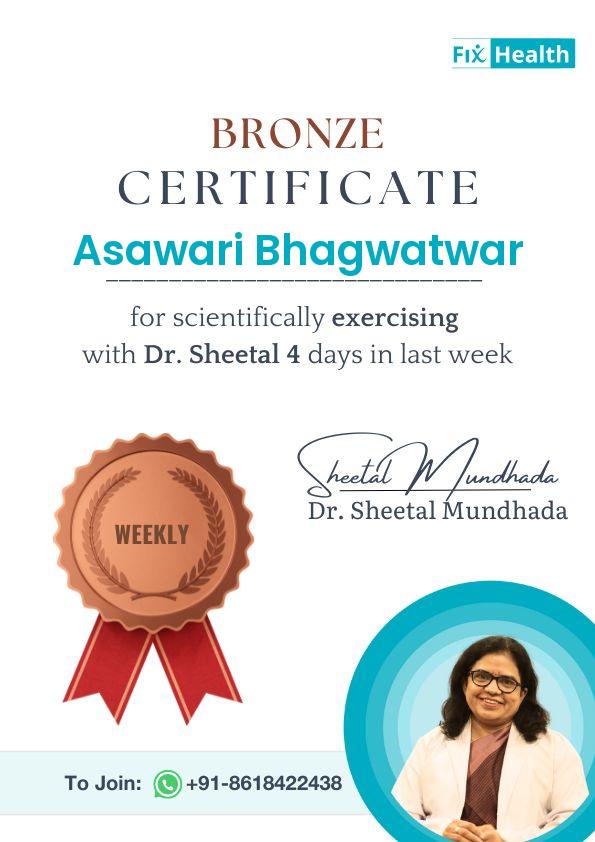 Fix Health
BRONZE
CERTIFICATE
Asawari Bhagwatwar
for scientifically exercising
with Dr. Sheetal 4 days in last week
WEEKLY
Sheetal Mundhada
Dr. Sheetal Mundhada
To Join: +91-8618422438